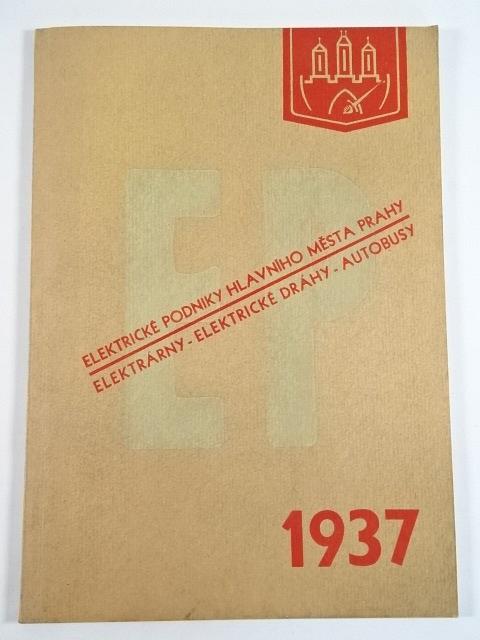 EP
ELEKTRICKÉ PODNIKY HLAVNÍHO MĚSTA PRAHY
ELEKTRÁRNY - ELEKTRICKÉ DRÁHY - AUTOBUSY
1937